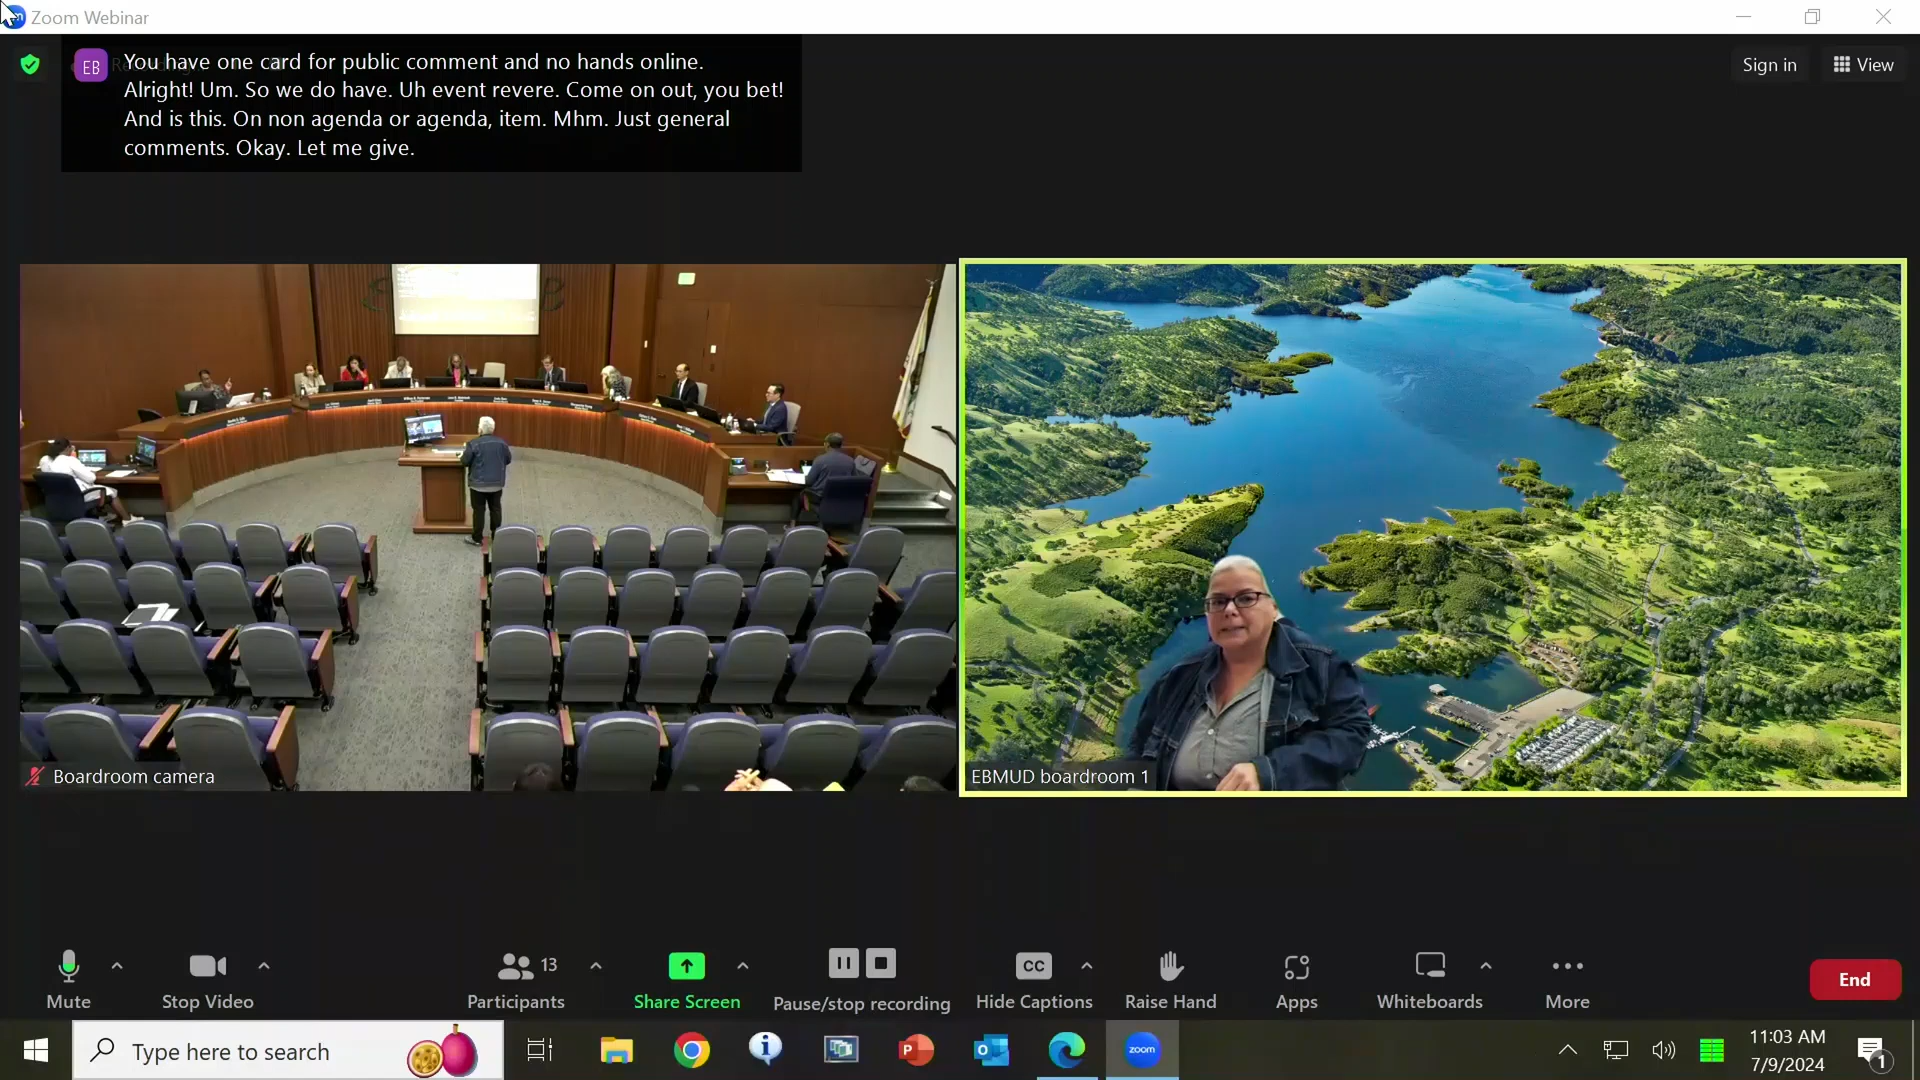 Zoom Webinar
EB
You have one card for public comment and no hands online.
Alright! Um. So we do have. Uh event revere. Come on out, you bet!
And is this. On non agenda or agenda, item. Mhm. Just general
comments. Okay. Let me give.
Sign in
View
Boardroom camera
EBMUD boardroom 1
13
CC
Mute
Stop Video
Participants
Share Screen
Pause/stop recording
Hide Captions
Raise Hand
Apps
Whiteboards
More
End
Type here to search
zoom
11:03 AM
7/9/2024
1